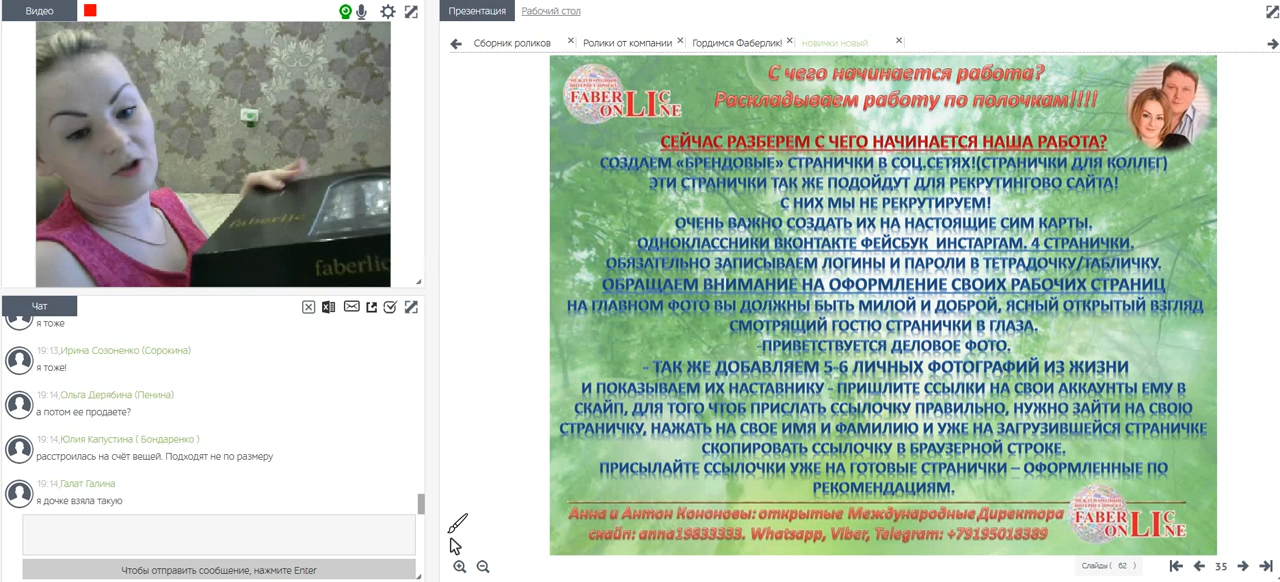 Видео
faberlic
faberlic
Чат
я тоже
19:13,Ирина Созоненко (Сорокина)
я тоже!
19:14,Ольга Дерябина (Пенина)
а потом ее продаете?
19:14,Юлия Капустина ( Бондаренко )
расстроилась на счёт вещей. Подходят не по размеру
19:14,Галат Галина
я дочке взяла такую
Чтобы отправить сообщение, нажмите Enter
Презентация Рабочий стол
Сборник роликов Ролики от компании Гордимся Фаберлик! новички новый
FABERLIC
ONLINE
С чего начинается работа?
Раскладываем работу по полочкам!!!!
СЕЙЧАС РАЗБЕРЕМ С ЧЕГО НАЧИНАЕТСЯ НАША РАБОТА?
СОЗДАЕМ «БРЕНДОВЫЕ» СТРАНИЧКИ В СОЦ.СЕТЯХ!(СТРАНИЧКИ ДЛЯ КОЛЛЕГ)
ЭТИ СТРАНИЧКИ ТАК ЖЕ ПОДОЙДУТ ДЛЯ РЕКРУТИНГОВО САЙТА!
С НИХ МЫ НЕ РЕКРУТИРУЕМ!
ОЧЕНЬ ВАЖНО СОЗДАТЬ ИХ НА НАСТОЯЩИЕ СИМ КАРТЫ.
ОДНОКЛАССНИКИ ВКОНТАКТЕ ФЕЙСБУК ИНСТАРГАМ. 4 СТРАНИЧКИ.
ОБЯЗАТЕЛЬНО ЗАПИСЫВАЕМ ЛОГИНЫ И ПАРОЛИ В ТЕТРАДОЧКУ/ТАБЛИЧКУ.
ОБРАЩАЕМ ВНИМАНИЕ НА ОФОРМЛЕНИЕ СВОИХ РАБОЧИХ СТРАНИЦ
НА ГЛАВНОМ ФОТО ВЫ ДОЛЖНЫ БЫТЬ МИЛОЙ И ДОБРОЙ, ЯСНЫЙ ОТКРЫТЫЙ ВЗГЛЯД
СМОТРЯЩИЙ ГОСТЮ СТРАНИЧКИ В ГЛАЗА.
-ПРИВЕТСТВУЕТСЯ ДЕЛОВОЕ ФОТО.
- ТАК ЖЕ ДОБАВЛЯЕМ 5-6 ЛИЧНЫХ ФОТОГРАФИЙ ИЗ ЖИЗНИ
И ПОКАЗЫВАЕМ ИХ НАСТАВНИКУ - ПРИШЛИТЕ ССЫЛКИ НА СВОИ АККАУНТЫ ЕМУ В
СКАЙП, ДЛЯ ТОГО ЧТОБ ПРИСЛАТЬ ССЫЛОЧКУ ПРАВИЛЬНО, НУЖНО ЗАЙТИ НА СВОЮ
СТРАНИЧКУ, НАЖАТЬ НА СВОЕ ИМЯ И ФАМИЛИЮ И УЖЕ НА ЗАГРУЗИВШЕЙСЯ СТРАНИЧКЕ
СКОПИРОВАТЬ ССЫЛОЧКУ В БРАУЗЕРНОЙ СТРОКЕ.
ПРИСЫЛАЙТЕ ССЫЛОЧКИ УЖЕ НА ГОТОВЫЕ СТРАНИЧКИ – ОФОРМЛЕННЫЕ ПО
РЕКОМЕНДАЦИЯМ.
Анна и Антон Кононовы: открытые Международные Директора
скайп: anna19833333. Whatsapp, Viber, Telegram: +79195018389
FABERLIC
ONLINE
Слайды ( 62 ) 35